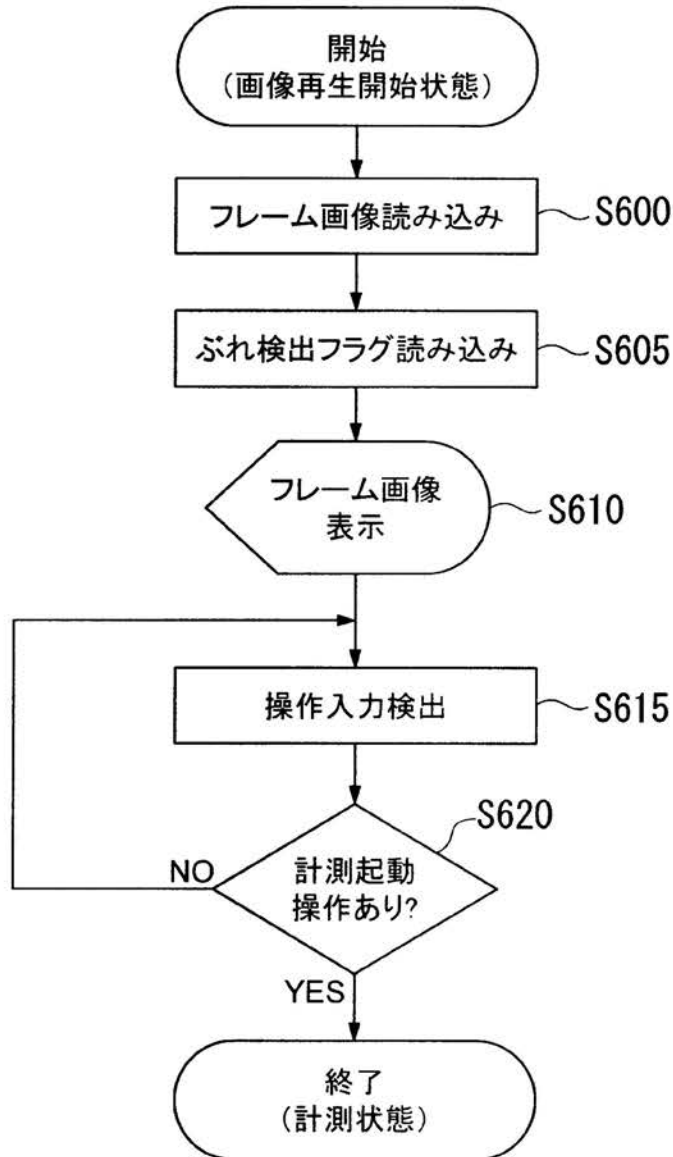 開始
(画像再生開始状態)
フレーム画像読み込み
S600
ぶれ検出フラグ読み込み
S605
フレーム画像
表示
S610
操作入力検出
S615
S620
計測起動
操作あり?
NO
YES
終了
(計測状態)